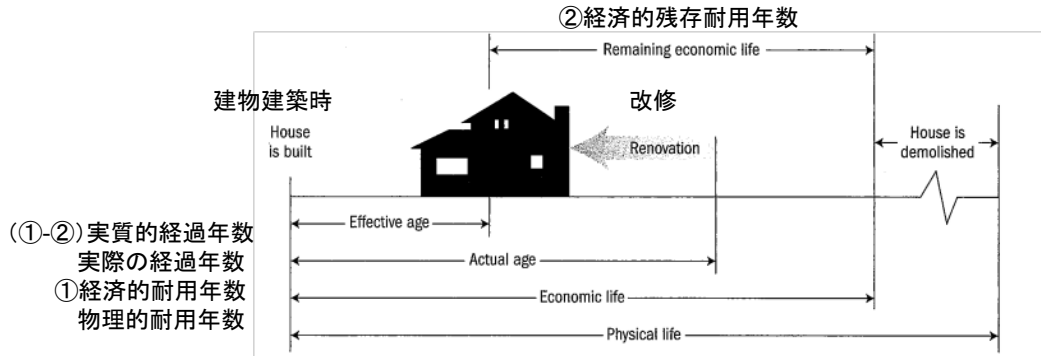 ②経済的残存耐用年数
Remaining economic life
建物建築時
改修
House
is built
Renovation
House is
demolished
Effective age
(①-②)実質的経過年数
実際の経過年数
Actual age
①経済的耐用年数
Economic life
物理的耐用年数
Physical life